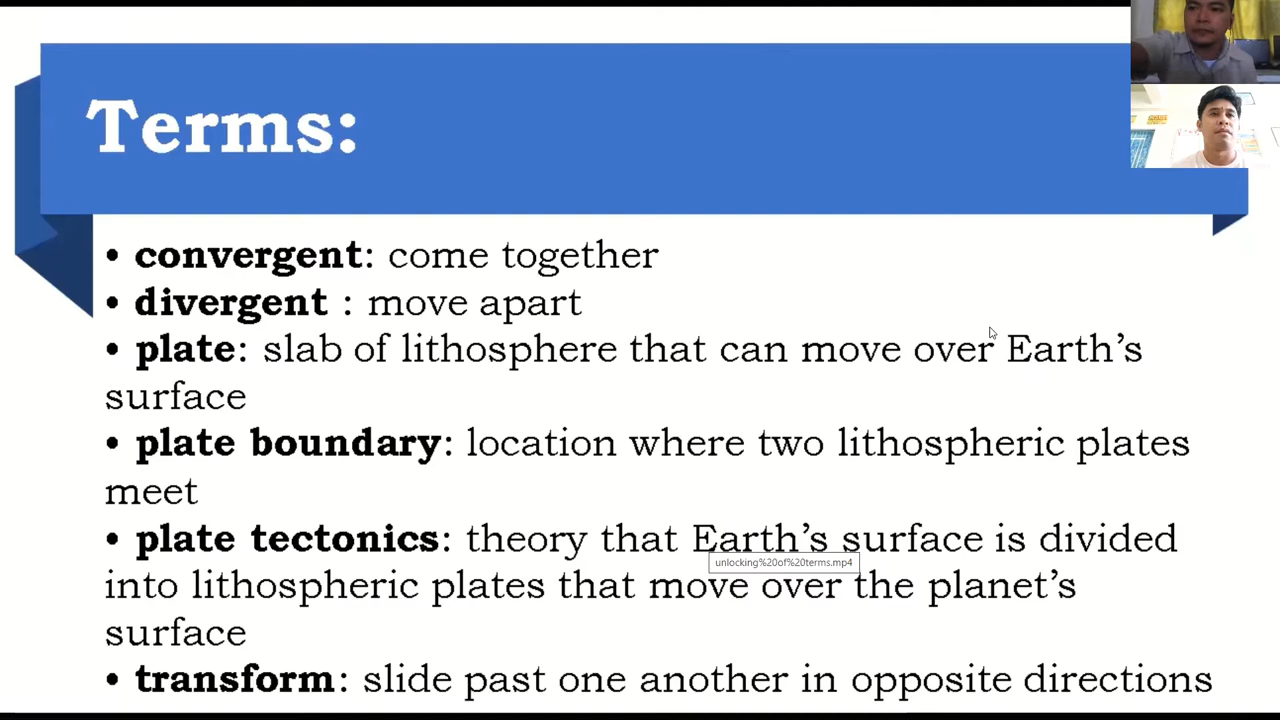 Terms:
• convergent: come together
• divergent : move apart
• plate: slab of lithosphere that can move over Earth’s
surface
• plate boundary: location where two lithospheric plates
meet
• plate tectonics: theory that Earth’s surface is divided
unlocking%20of%20terms.mp4
into lithospheric plates that move over the planet’s
surface
• transform: slide past one another in opposite directions